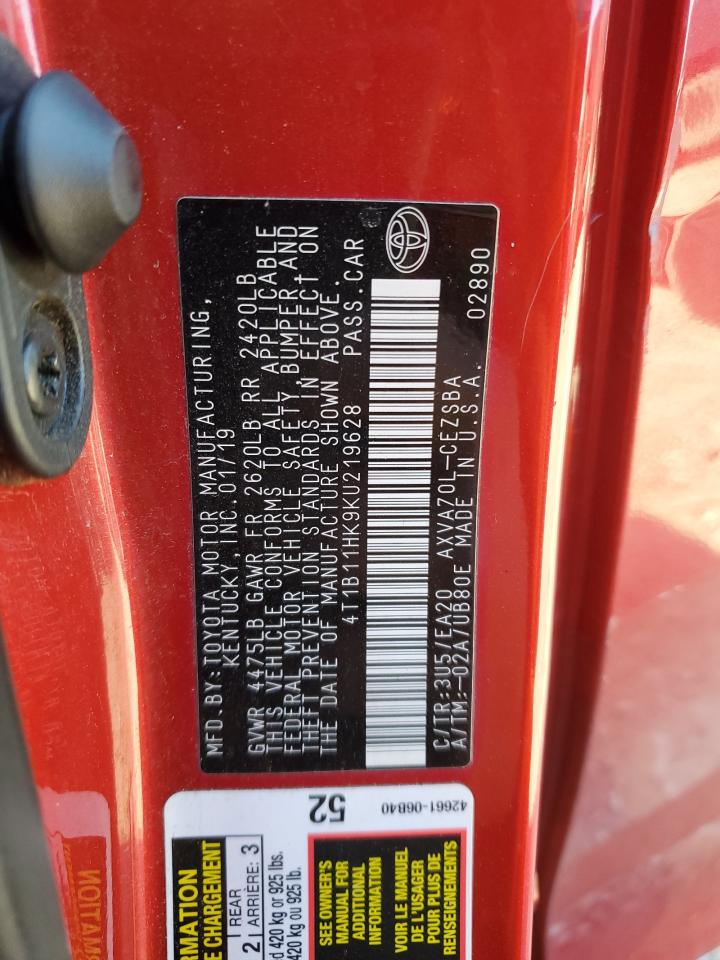 MFD. BY: TOYOTA MOTOR MANUFACTURING,
KENTUCKY INC. 01/19
GVWR 4475LB GAWR FR 2620LB RR 2420LB
THIS VEHICLE CONFORMS TO ALL APPLICABLE
FEDERAL MOTOR VEHICLE SAFETY, BUMPER, AND
THEFT PREVENTION STANDARDS IN EFFECT ON
THE DATE OF MANUFACTURE SHOWN ABOVE.
4T1B11HK9KU219628 PASS. CAR
C/TR:3U5/EA20 AXVA70L-CEZSBA
A/TM:-02A/UB80E MADE IN U.S.A. 02890
52
42661-06B40
CHARGEMENT
2 REAR 3
ARRIÈRE:
420 kg or 925 lbs.
420 kg ou 925 lb.
SEE OWNER'S
MANUAL FOR
ADDITIONAL
INFORMATION
VOIR LE MANUEL
DE L'USAGER
POUR PLUS DE
RENSEIGNEMENTS